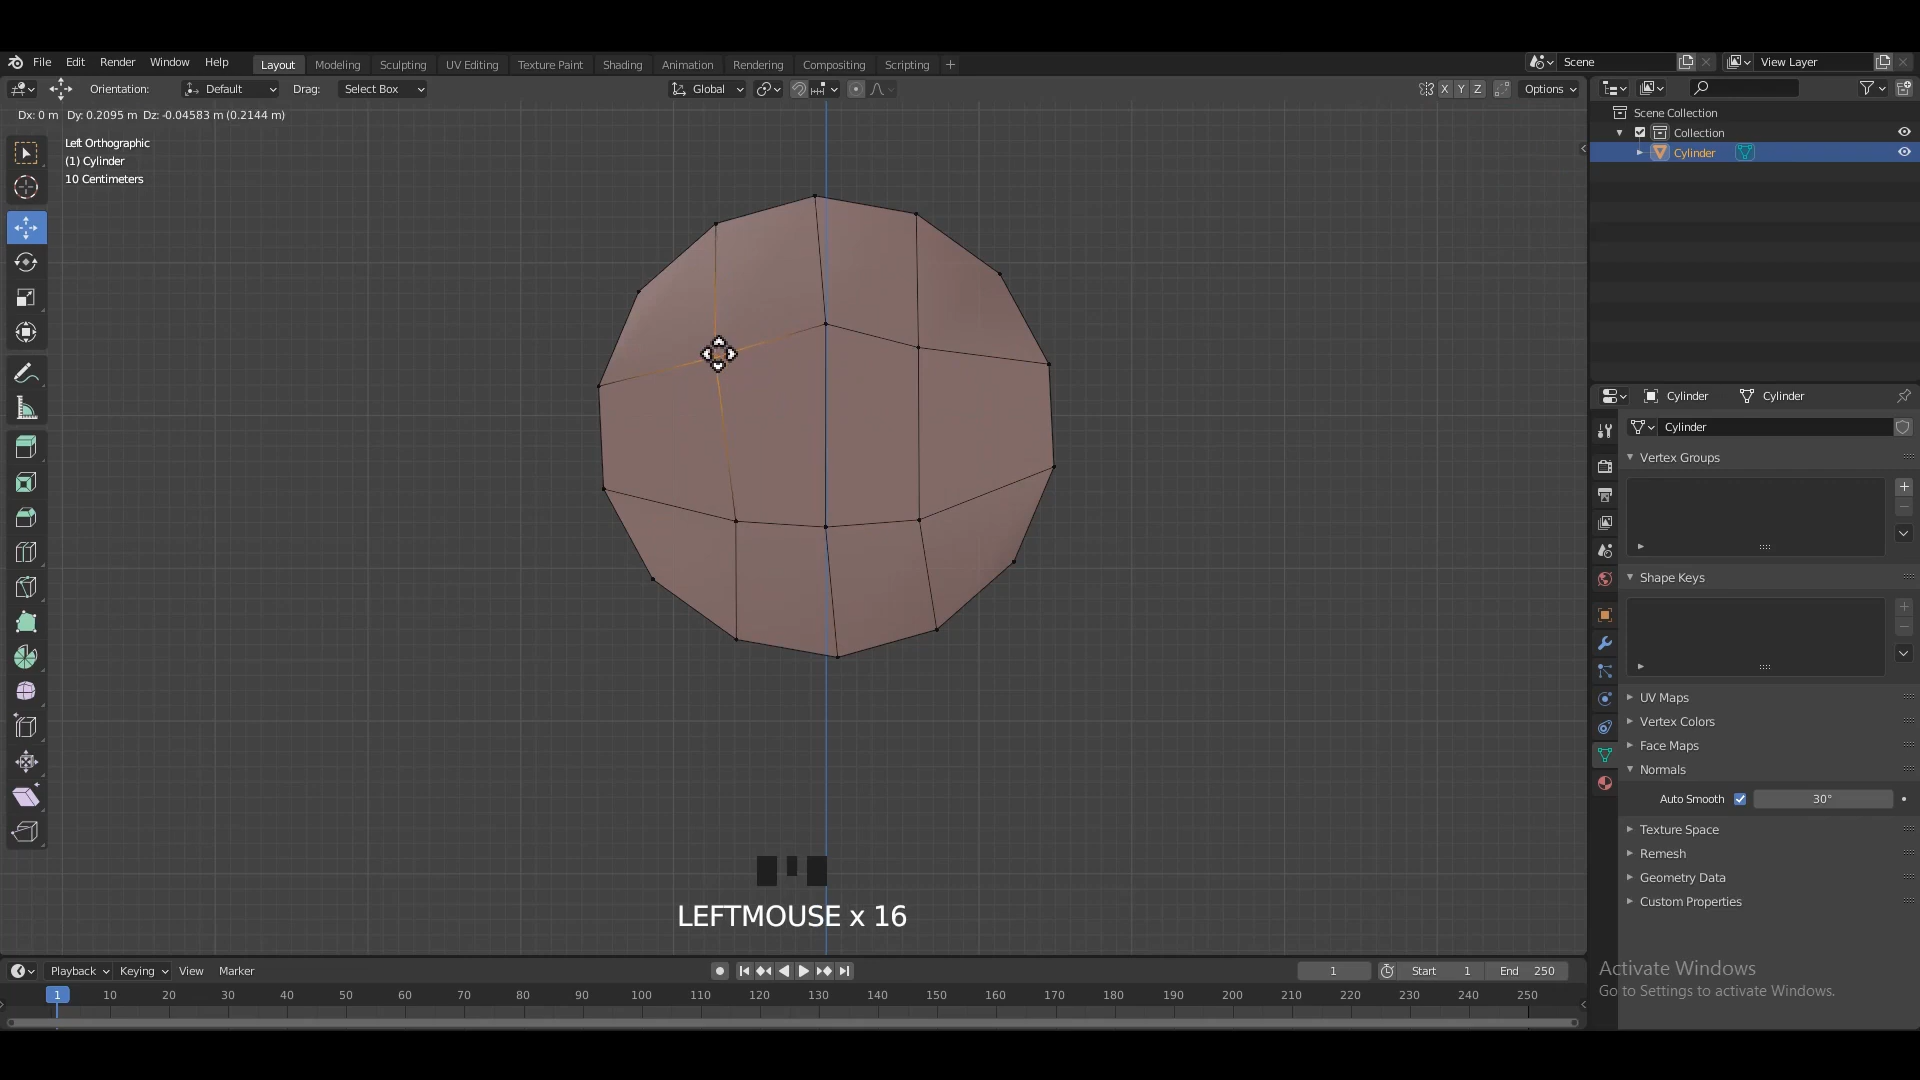 File Edit Render Window Help Layout Modeling Sculpting UV Editing Texture Paint Shading Animation Rendering Compositing Scripting + Scene View Layer
Orientation: Default Drag: Select Box Global X Y Z Options
Dx: 0 m Dy: 0.2095 m Dz: -0.04583 m (0.2144 m)
Left Orthographic
(1) Cylinder
10 Centimeters
Scene Collection
Collection
Cylinder
Cylinder Cylinder
Cylinder
Vertex Groups
Shape Keys
UV Maps
Vertex Colors
Face Maps
Normals
Auto Smooth 30°
Texture Space
Remesh
Geometry Data
Custom Properties
LEFTMOUSE x 16
Activate Windows
Go to Settings to activate Windows.
Playback Keying View Marker 1 Start 1 End 250
1 10 20 30 40 50 60 70 80 90 100 110 120 130 140 150 160 170 180 190 200 210 220 230 240 250